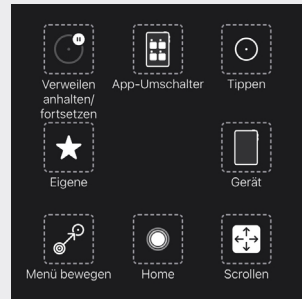 Verweilen
anhalten/
fortsetzen
App-Umschalter
Tippen
Eigene
Gerät
Menü bewegen
Home
Scrollen